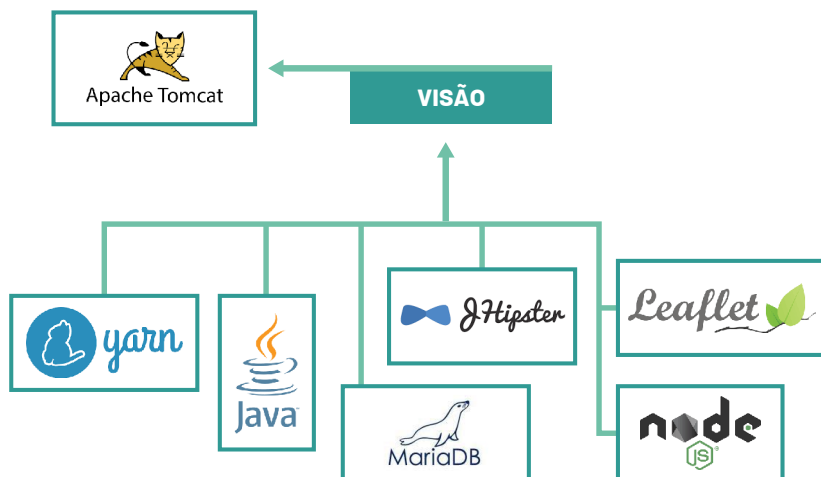 Apache Tomcat
VISÃO
yarn
Java
JHipster
Leaflet
MariaDB
node
JS